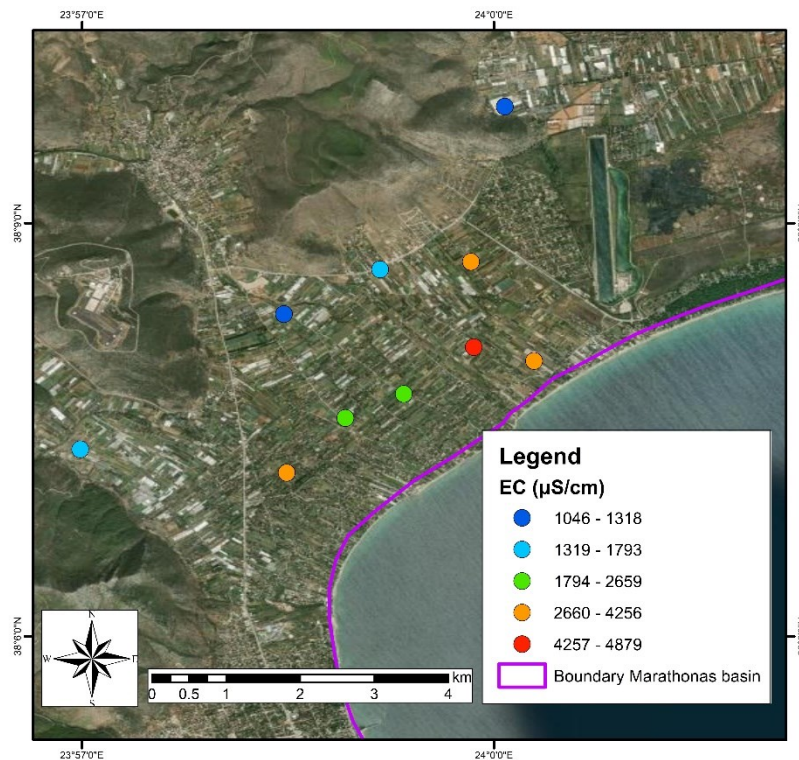 23°57'0"E 24°0'0"E
38°9'0"N
38°6'0"N
N
W
S
0 0.5 1 2 3 4 km
Legend
EC (µS/cm)
1046 - 1318
1319 - 1793
1794 - 2659
2660 - 4256
4257 - 4879
Boundary Marathonas basin
23°57'0"E 24°0'0"E